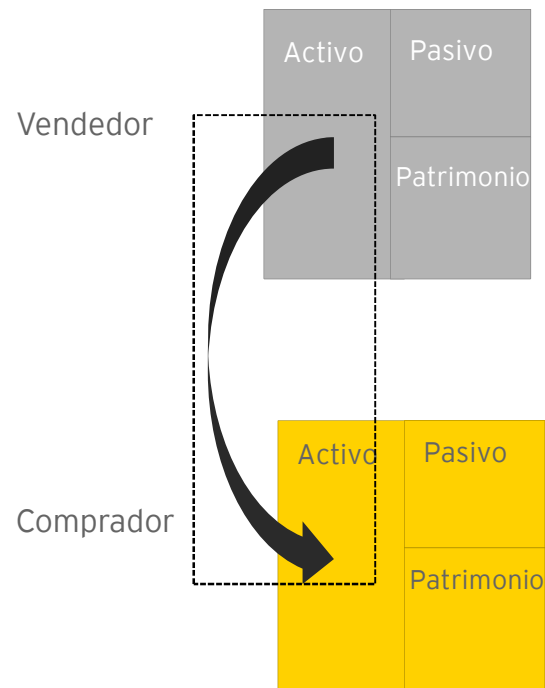 Activo
Pasivo
Vendedor
Patrimonio
Activo
Pasivo
Comprador
Patrimonio